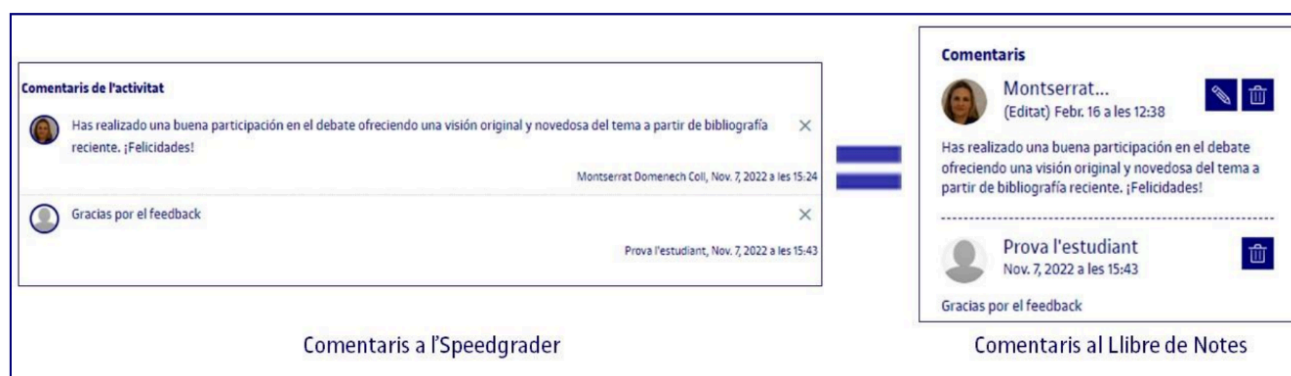 Comentaris de l'activitat
Has realizado una buena participación en el debate ofreciendo una visión original y novedosa del tema a partir de bibliografía
reciente. ¡Felicidades!
Montserrat Domenech Coll, Nov. 7, 2022 a les 15:24
Gracias por el feedback
Prova l'estudiant, Nov. 7, 2022 a les 15:43
Comentaris a l'Speedgrader
Comentaris
Montserrat...
(Editat) Febr. 16 a les 12:38
Has realizado una buena participación en el debate
ofreciendo una visión original y novedosa del tema a
partir de bibliografía reciente. ¡Felicidades!
Prova l'estudiant
Nov. 7, 2022 a les 15:43
Gracias por el feedback
Comentaris al Llibre de Notes